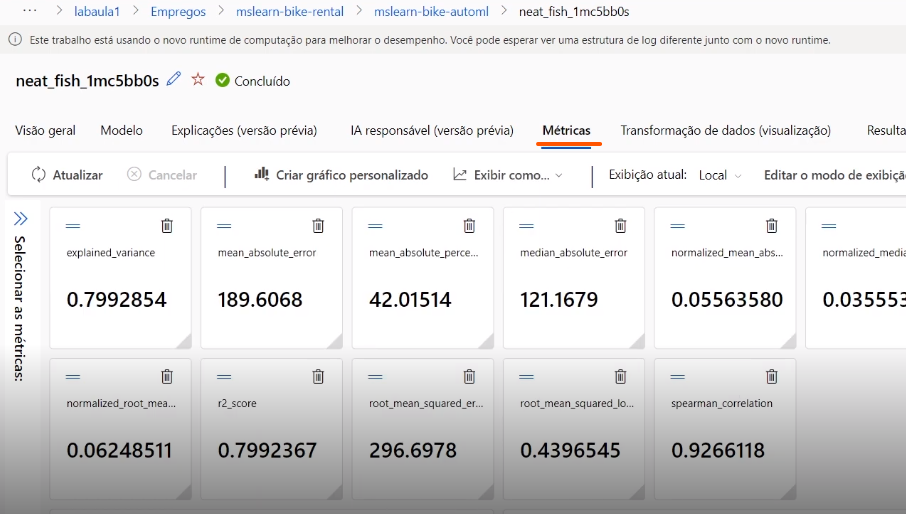 ... > labaula1 > Empregos > mslearn-bike-rental > mslearn-bike-automl > neat_fish_1mc5bb0s
Este trabalho está usando o novo runtime de computação para melhorar o desempenho. Você pode esperar ver uma estrutura de log diferente junto com o novo runtime.
neat_fish_1mc5bb0s Concluído
Visão geral Modelo Explicações (versão prévia) IA responsável (versão prévia) Métricas Transformação de dados (visualização) Resulta
Atualizar Cancelar | Criar gráfico personalizado Exibir como... | Exibição atual: Local Editar o modo de exibiçã
Selecionar as métricas:
explained_variance mean_absolute_error mean_absolute_perce... median_absolute_error normalized_mean_abs... normalized_media
0.7992854 189.6068 42.01514 121.1679 0.05563580 0.035553
normalized_root_mea... r2_score root_mean_squared_er... root_mean_squared_lo... spearman_correlation
0.06248511 0.7992367 296.6978 0.4396545 0.9266118